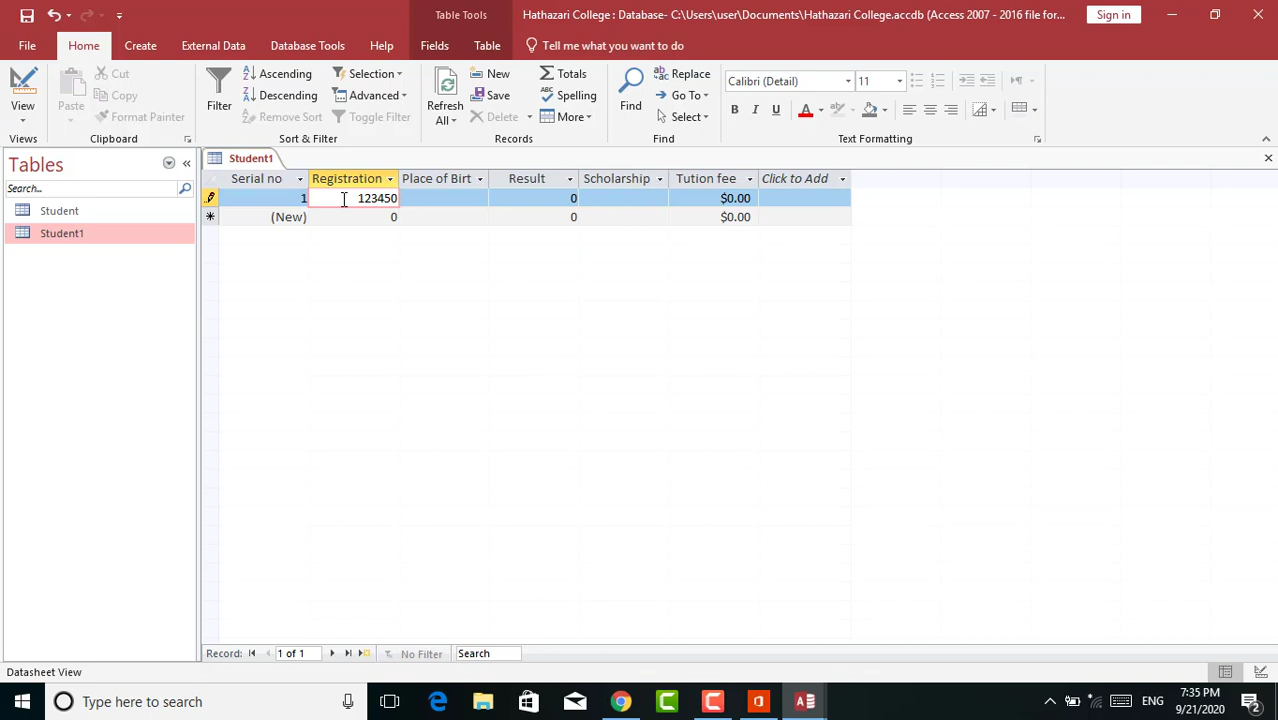 Table Tools
Hathazari College : Database- C:\Users\user\Documents\Hathazari College.accdb (Access 2007 - 2016 file for...
Sign in
File Home Create External Data Database Tools Help Fields Table Tell me what you want to do
View
Views
Paste
Cut
Copy
Format Painter
Clipboard
Filter
Ascending
Descending
Remove Sort
Selection
Advanced
Toggle Filter
Sort & Filter
Refresh
All
New
Save
Delete
Totals
Spelling
More
Records
Find
Replace
Go To
Select
Find
Calibri (Detail) 11
B I U A
Text Formatting
Tables
Search...
Student
Student1
Student1
Serial no Registration Place of Birt Result Scholarship Tution fee Click to Add
1 123450 0 $0.00
(New) 0 0 $0.00
Record: 1 of 1 No Filter Search
Datasheet View
Type here to search
ENG
7:35 PM
9/21/2020
2